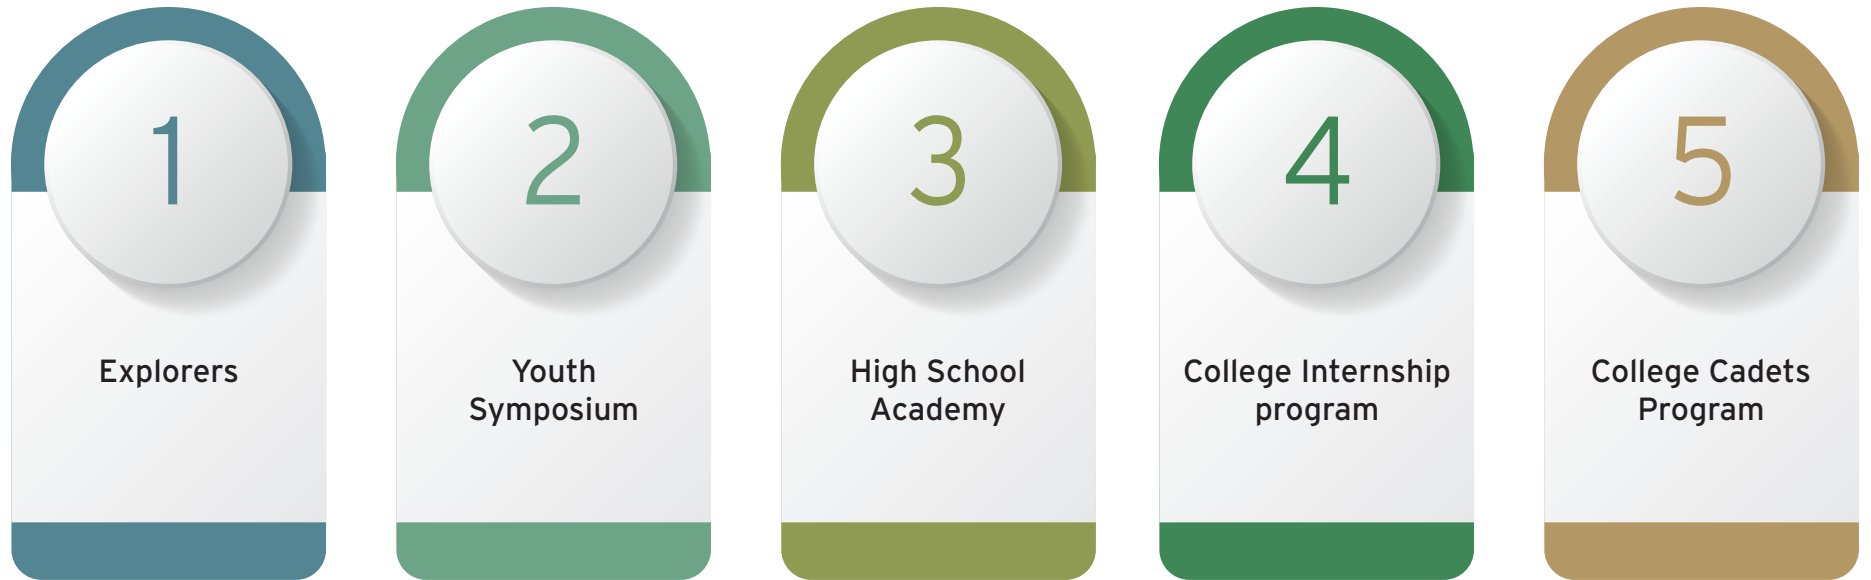 1
Explorers
2
Youth
Symposium
3
High School
Academy
4
College Internship
program
5
College Cadets
Program